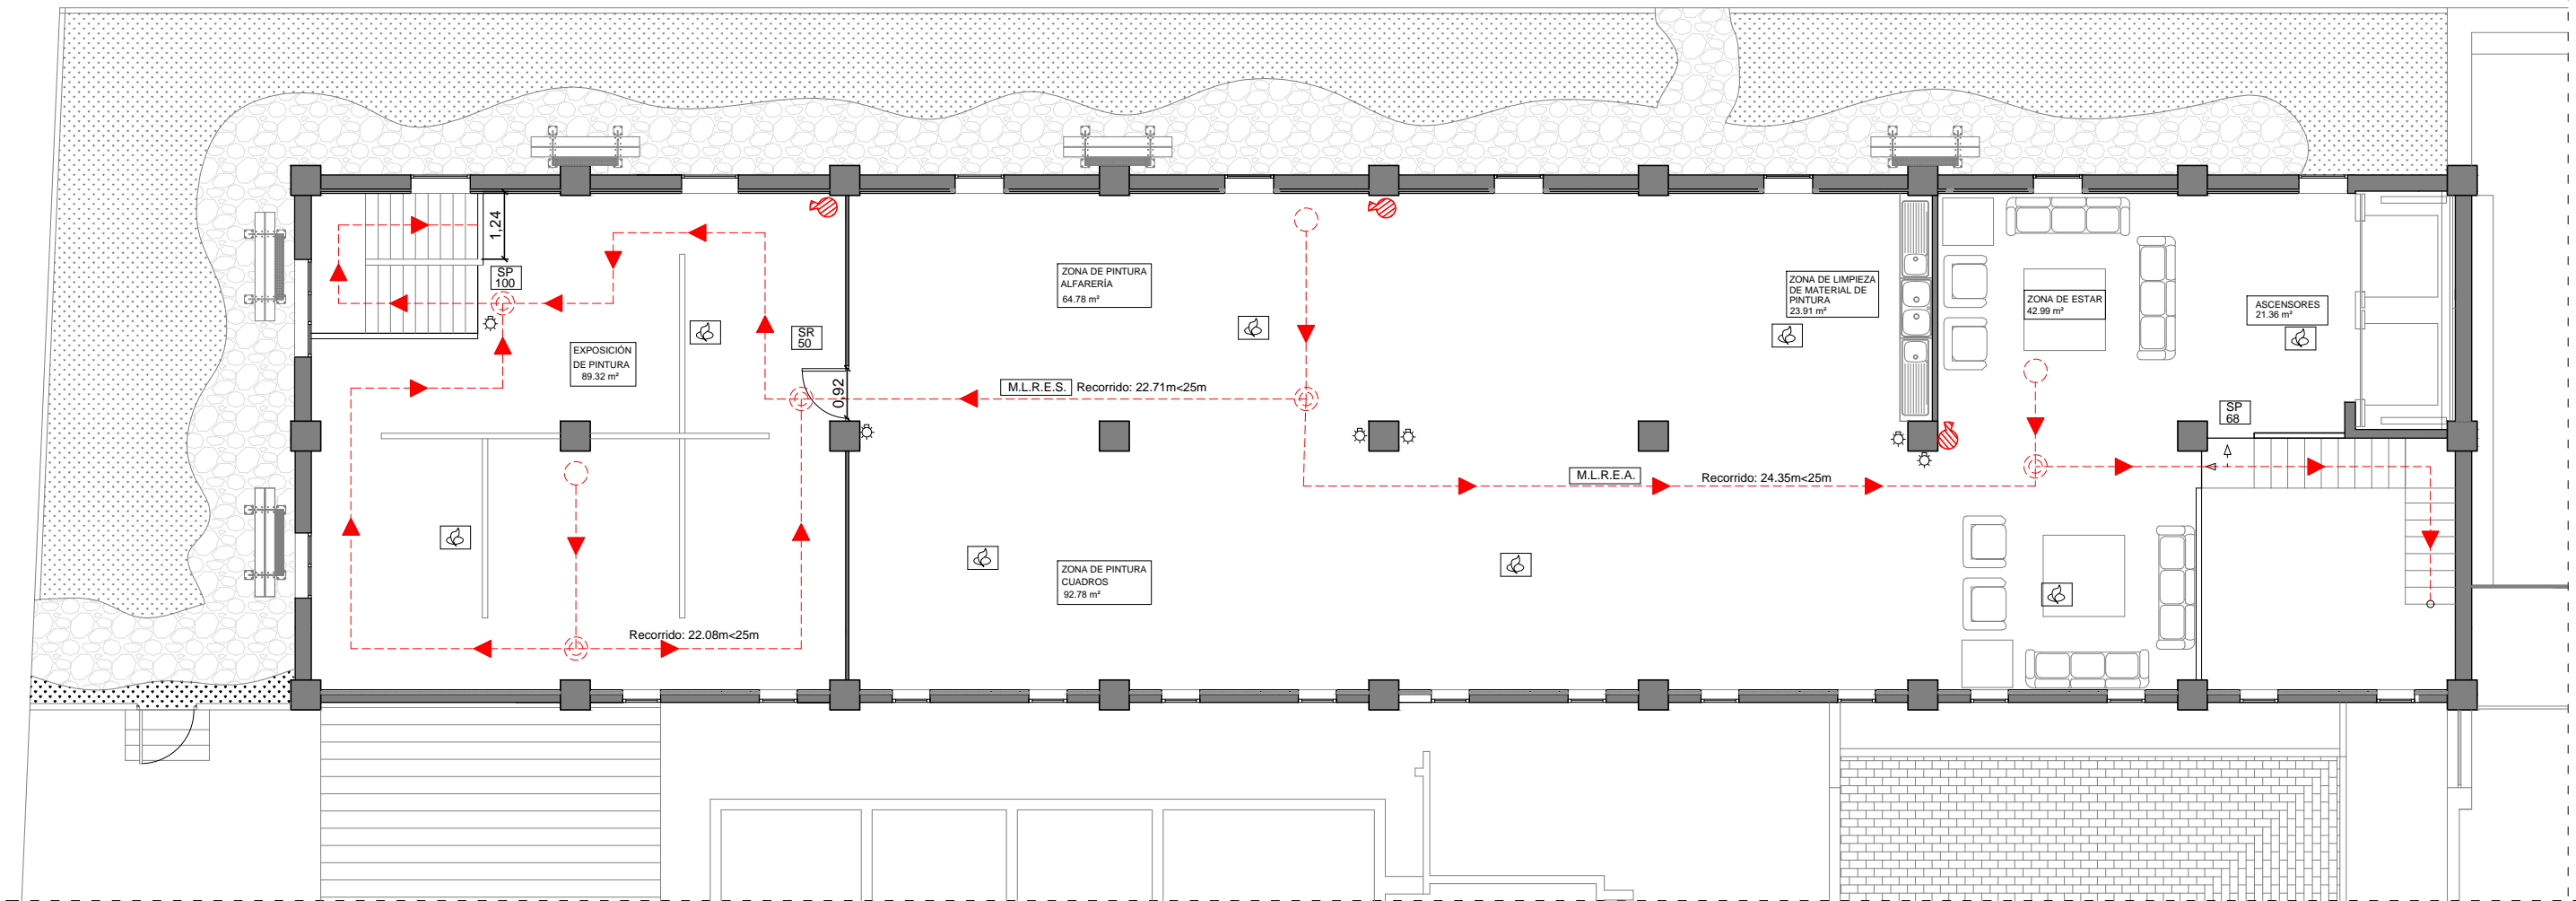 1,24
SP
100
EXPOSICIÓN
DE PINTURA
89.32 m²
SR
50
0,92
Recorrido: 22.08m<25m
ZONA DE PINTURA
ALFARERÍA
64.78 m²
M.L.R.E.S. Recorrido: 22.71m<25m
ZONA DE PINTURA
CUADROS
92.78 m²
M.L.R.E.A. Recorrido: 24.35m<25m
ZONA DE LIMPIEZA
DE MATERIAL DE
PINTURA
23.91 m²
ZONA DE ESTAR
42.99 m²
ASCENSORES
21.36 m²
SP
68